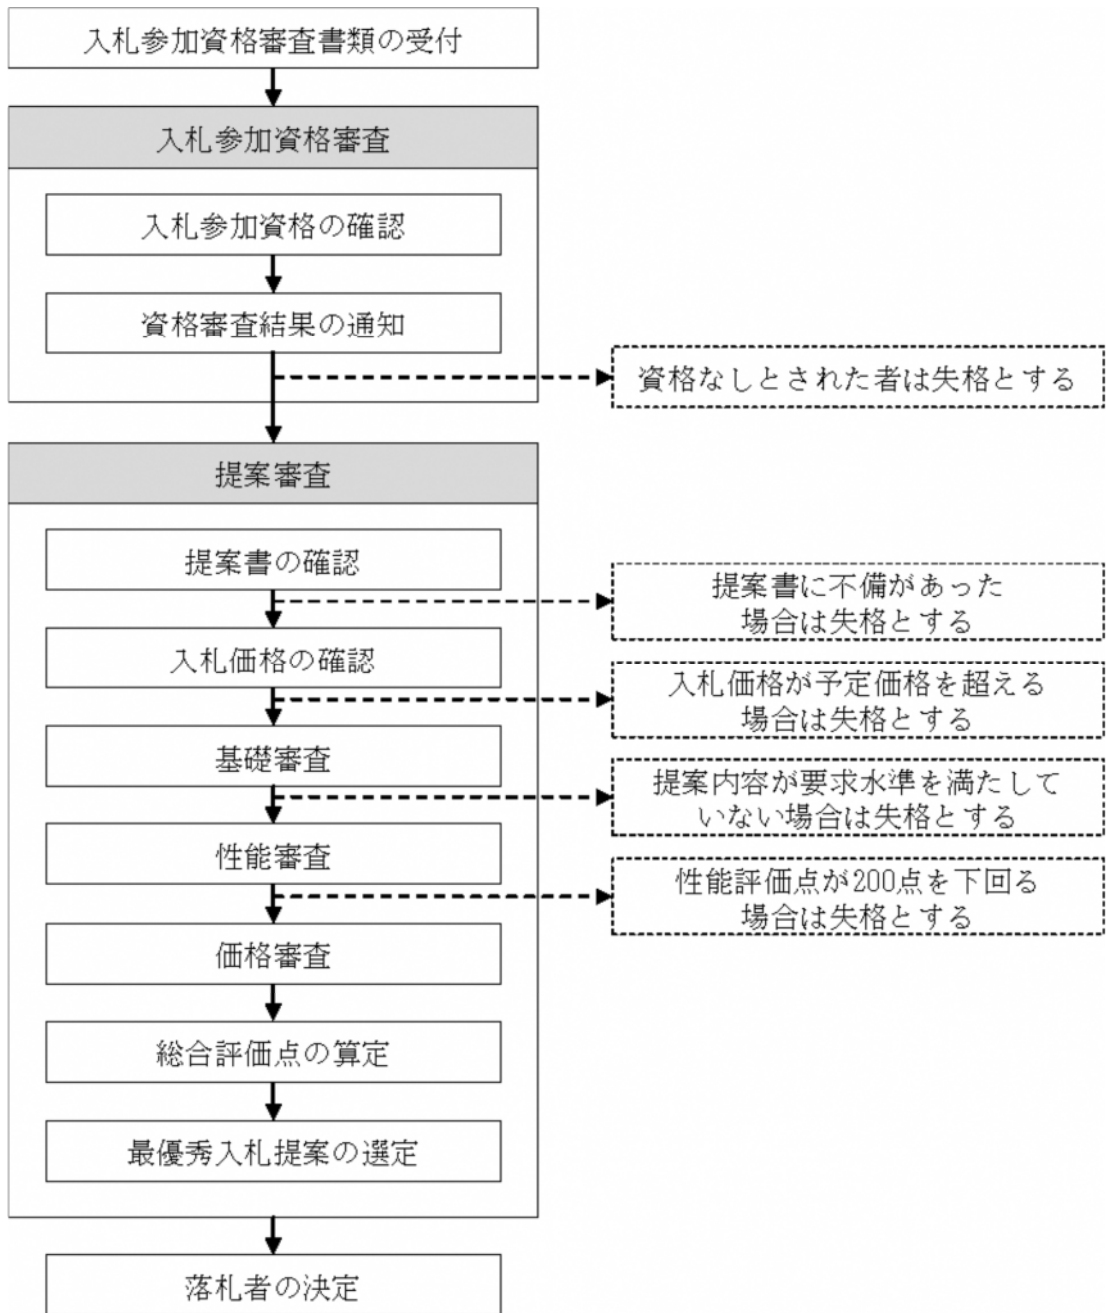 入札参加資格審査書類の受付
入札参加資格審査
入札参加資格の確認
資格審査結果の通知
資格なしとされた者は失格とする
提案審査
提案書の確認
提案書に不備があった
場合は失格とする
入札価格の確認
入札価格が予定価格を超える
場合は失格とする
基礎審査
提案内容が要求水準を満たして
いない場合は失格とする
性能審査
性能評価点が200点を下回る
場合は失格とする
価格審査
総合評価点の算定
最優秀入札提案の選定
落札者の決定